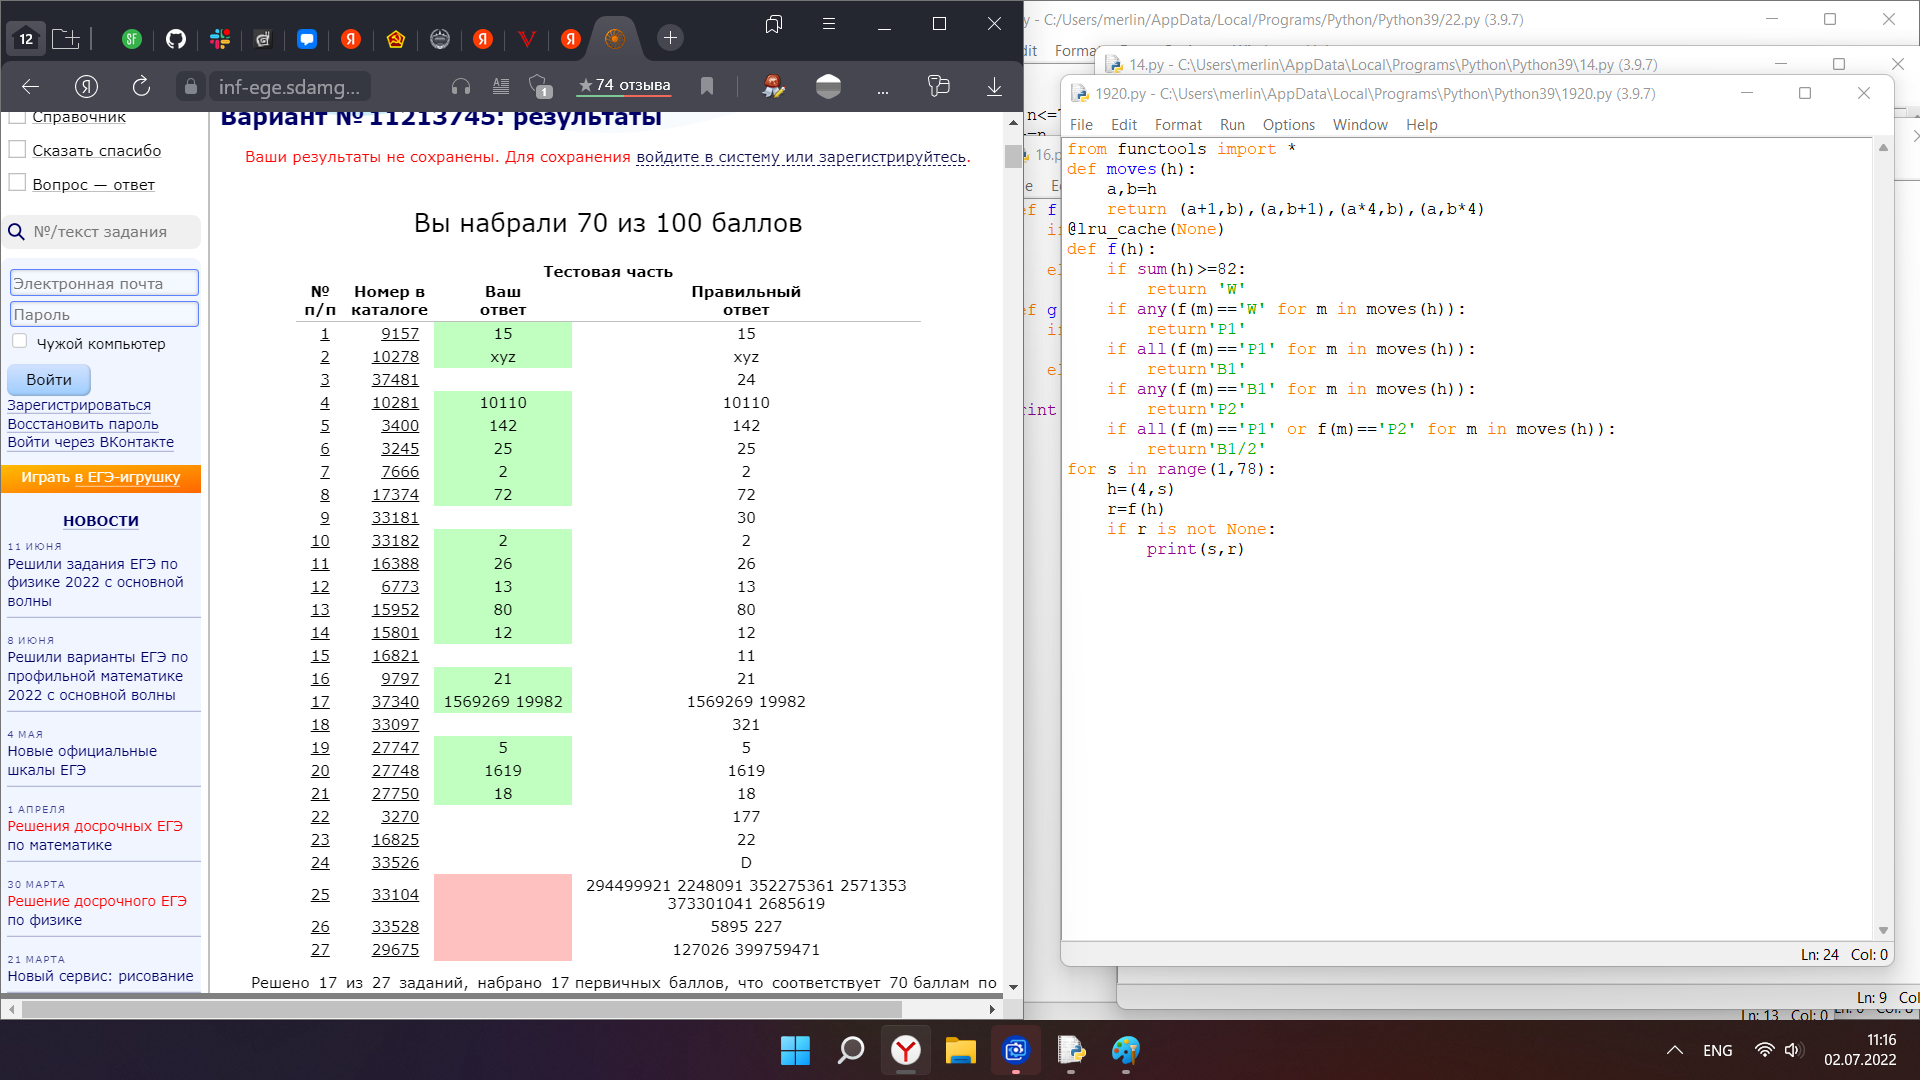 12
inf-ege.sdamg...
1
★74 отзыва
...
Справочник
Сказать спасибо
Вопрос — ответ
№/текст задания
Электронная почта
Пароль
Чужой компьютер
Войти
Зарегистрироваться
Восстановить пароль
Войти через ВКонтакте
Играть в ЕГЭ-игрушку
НОВОСТИ
11 ИЮНЯ
Решили задания ЕГЭ по
физике 2022 с основной
волны
8 ИЮНЯ
Решили варианты ЕГЭ по
профильной математике
2022 с основной волны
4 МАЯ
Новые официальные
шкалы ЕГЭ
1 АПРЕЛЯ
Решения досрочных ЕГЭ
по математике
30 МАРТА
Решение досрочного ЕГЭ
по физике
21 МАРТА
Новый сервис: рисование
Вариант № 11213745: результаты
Ваши результаты не сохранены. Для сохранения войдите в систему или зарегистрируйтесь.
Вы набрали 70 из 100 баллов
Тестовая часть
№ п/п Номер в каталоге Ваш ответ Правильный ответ
1 9157 15 15
2 10278 xyz xyz
3 37481 24
4 10281 10110 10110
5 3400 142 142
6 3245 25 25
7 7666 2 2
8 17374 72 72
9 33181 30
10 33182 2 2
11 16388 26 26
12 6773 13 13
13 15952 80 80
14 15801 12 12
15 16821 11
16 9797 21 21
17 37340 1569269 19982 1569269 19982
18 33097 321
19 27747 5 5
20 27748 1619 1619
21 27750 18 18
22 3270 177
23 16825 22
24 33526 D
25 33104 294499921 2248091 352275361 2571353
373301041 2685619
26 33528 5895 227
27 29675 127026 399759471
Решено 17 из 27 заданий, набрано 17 первичных баллов, что соответствует 70 баллам по
y - C:/Users/merlin/AppData/Local/Programs/Python/Python39/22.py (3.9.7)
14.py - C:\Users\merlin\AppData\Local\Programs\Python\Python39\14.py (3.9.7)
1920.py - C:\Users\merlin\AppData\Local\Programs\Python\Python39\1920.py (3.9.7)
File Edit Format Run Options Window Help
from functools import *
def moves(h):
    a,b=h
    return (a+1,b),(a,b+1),(a*4,b),(a,b*4)
@lru_cache(None)
def f(h):
    if sum(h)>=82:
        return 'W'
    if any(f(m)=='W' for m in moves(h)):
        return'P1'
    if all(f(m)=='P1' for m in moves(h)):
        return'B1'
    if any(f(m)=='B1' for m in moves(h)):
        return'P2'
    if all(f(m)=='P1' or f(m)=='P2' for m in moves(h)):
        return'B1/2'
for s in range(1,78):
    h=(4,s)
    r=f(h)
    if r is not None:
        print(s,r)
Ln: 24 Col: 0
Ln: 9 Col
Ln: 13 Col: 0
ENG
11:16
02.07.2022